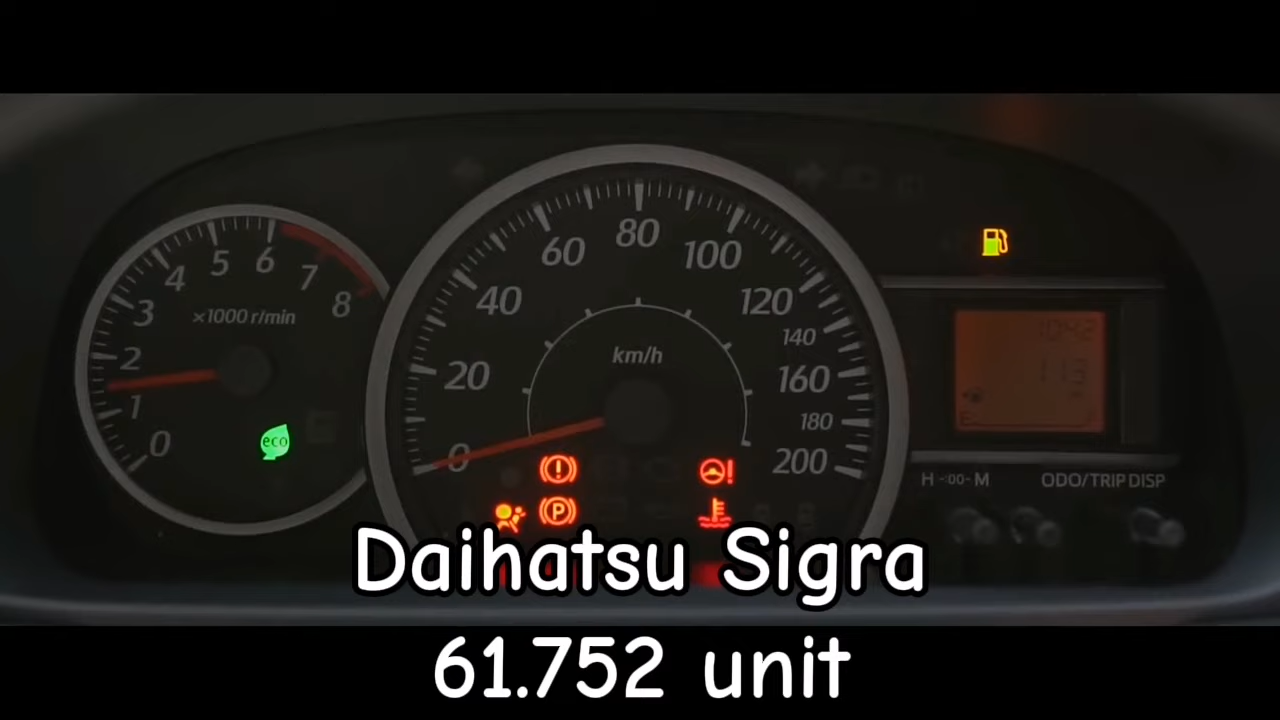 0 1 2 3 4 5 6 7 8
×1000 r/min
eco
0 20 40 60 80 100 120 140 160 180 200
km/h
P
E
H -:00- M ODO/TRIP DISP
Daihatsu Sigra
61.752 unit